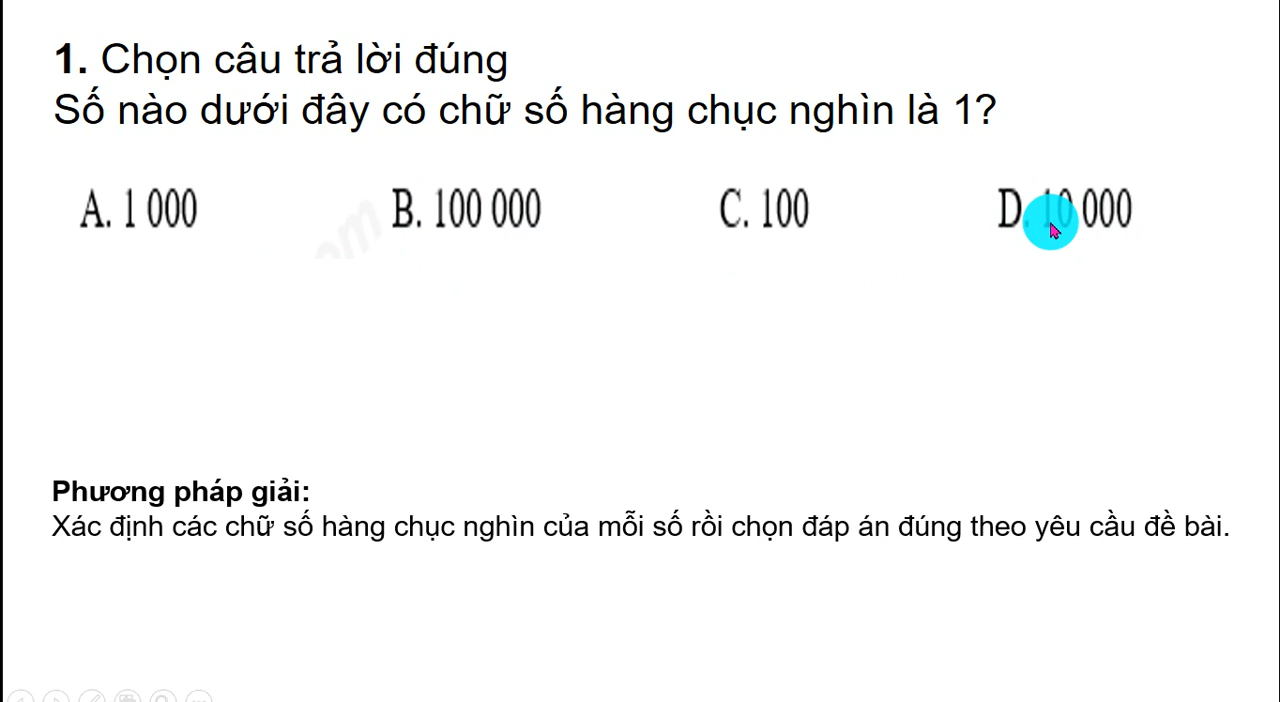 1. Chọn câu trả lời đúng
Số nào dưới đây có chữ số hàng chục nghìn là 1?
A. 1 000 B. 100 000 C. 100 D. 10 000
om
Phương pháp giải:
Xác định các chữ số hàng chục nghìn của mỗi số rồi chọn đáp án đúng theo yêu cầu đề bài.